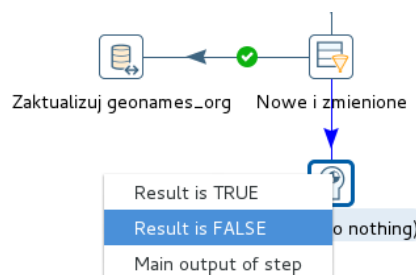 Zaktualizuj geonames_org Nowe i zmienione
Result is TRUE
Result is FALSE
o nothing)
Main output of step